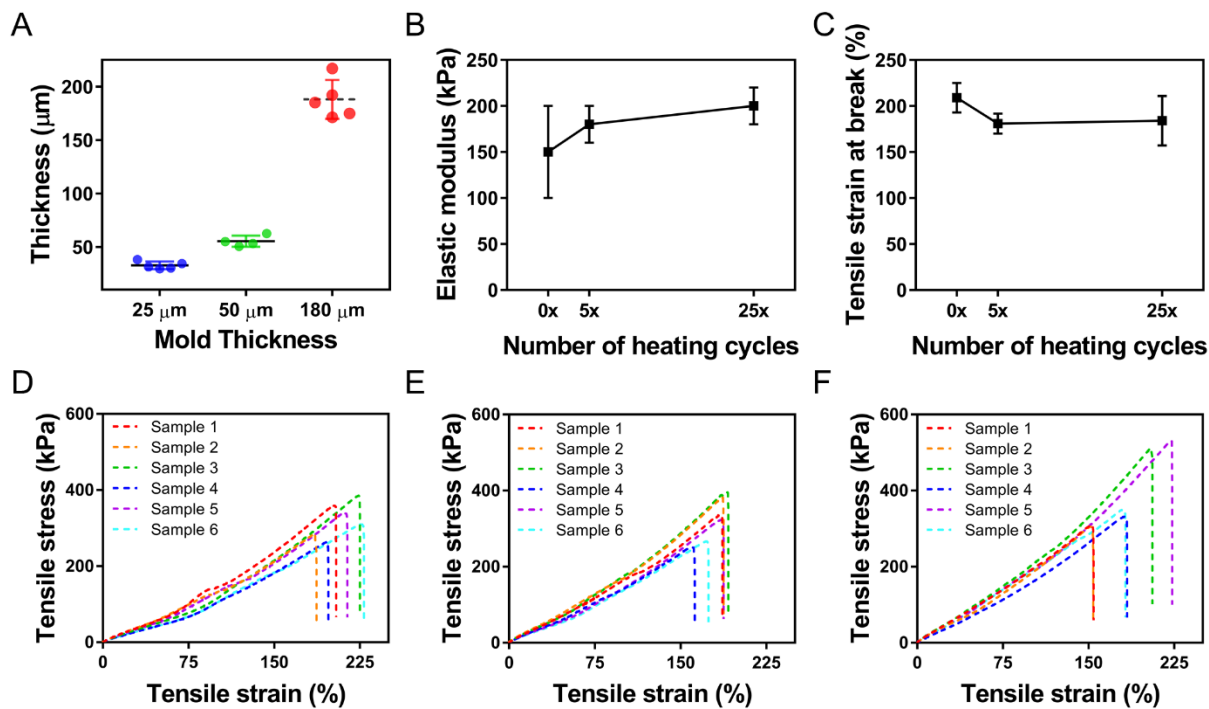 A
Thickness (μm)
200
150
100
50
25 μm
50 μm
180 μm
Mold Thickness
B
Elastic modulus (kPa)
250
200
150
100
50
0
0x
5x
25x
Number of heating cycles
C
Tensile strain at break (%)
250
200
150
100
50
0
0x
5x
25x
Number of heating cycles
D
Tensile stress (kPa)
600
400
200
0
Sample 1
Sample 2
Sample 3
Sample 4
Sample 5
Sample 6
0
75
150
225
Tensile strain (%)
E
Tensile stress (kPa)
600
400
200
0
Sample 1
Sample 2
Sample 3
Sample 4
Sample 5
Sample 6
0
75
150
225
Tensile strain (%)
F
Tensile stress (kPa)
600
400
200
0
Sample 1
Sample 2
Sample 3
Sample 4
Sample 5
Sample 6
0
75
150
225
Tensile strain (%)